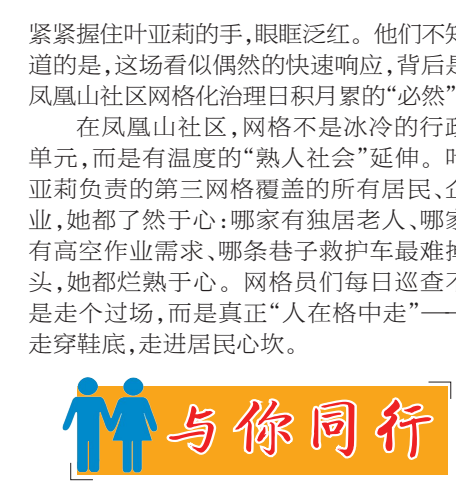 紧紧握住叶亚莉的手,眼眶泛红。他们不知
道的是,这场看似偶然的快速响应,背后是
凤凰山社区网格化治理日积月累的“必然”
在凤凰山社区,网格不是冰冷的行政
单元,而是有温度的“熟人社会”延伸。叶
亚莉负责的第三网格覆盖的所有居民、企
业,她都了然于心:哪家有独居老人、哪家
有高空作业需求、哪条巷子救护车最难掉
头,她都烂熟于心。网格员们每日巡查不
是走个过场,而是真正“人在格中走”——
走穿鞋底,走进居民心坎。
与你同行